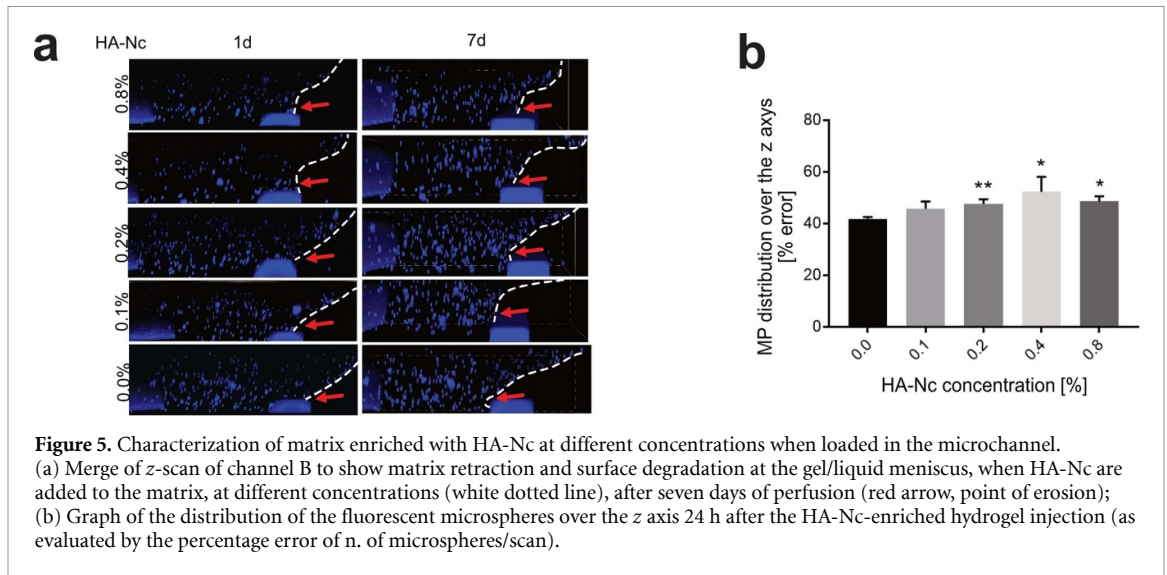 a
HA-Nc 1d 7d
0.8%
0.4%
0.2%
0.1%
0.0%
b
MP distribution over the z axys
[% error]
80
60
40
20
0
** * *
0.0 0.1 0.2 0.4 0.8
HA-Nc concentration [%]
Figure 5. Characterization of matrix enriched with HA-Nc at different concentrations when loaded in the microchannel.
(a) Merge of z-scan of channel B to show matrix retraction and surface degradation at the gel/liquid meniscus, when HA-Nc are
added to the matrix, at different concentrations (white dotted line), after seven days of perfusion (red arrow, point of erosion);
(b) Graph of the distribution of the fluorescent microspheres over the z axis 24 h after the HA-Nc-enriched hydrogel injection (as
evaluated by the percentage error of n. of microspheres/scan).